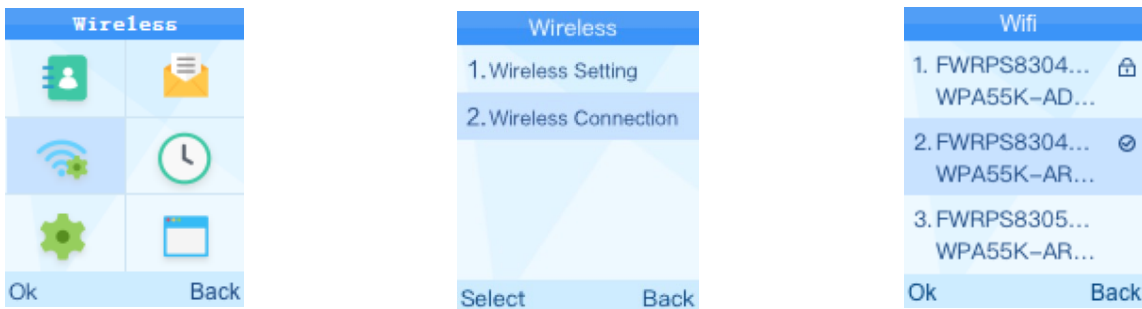 Wireless
Ok Back
Wireless
1. Wireless Setting
2. Wireless Connection
Select Back
Wifi
1. FWRPS8304...
WPA55K-AD...
2. FWRPS8304...
WPA55K-AR...
3. FWRPS8305...
WPA55K-AR...
Ok Back